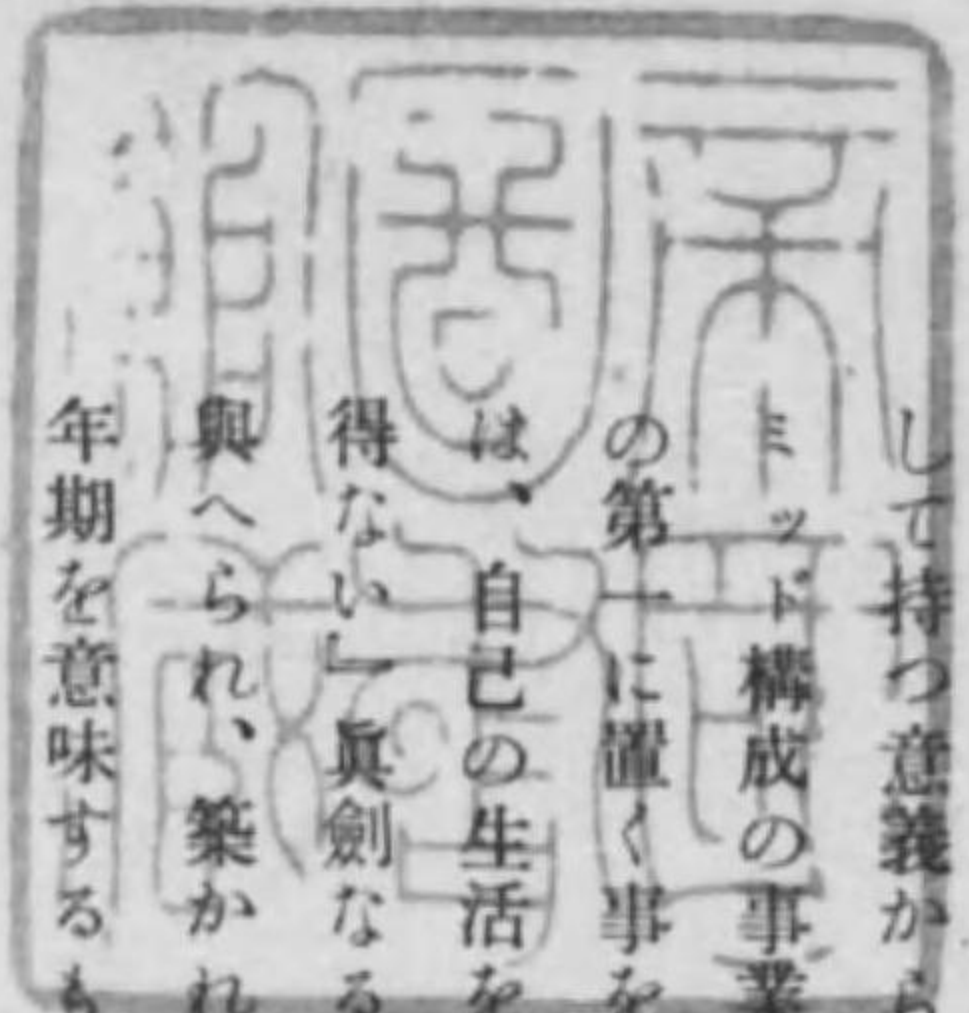 して持つ意義から
ミッド構成の事業
の第一に置く事を
は、自己の生活を
得ない」眞劍なる
與へられ、築かれ
年期を意味するも